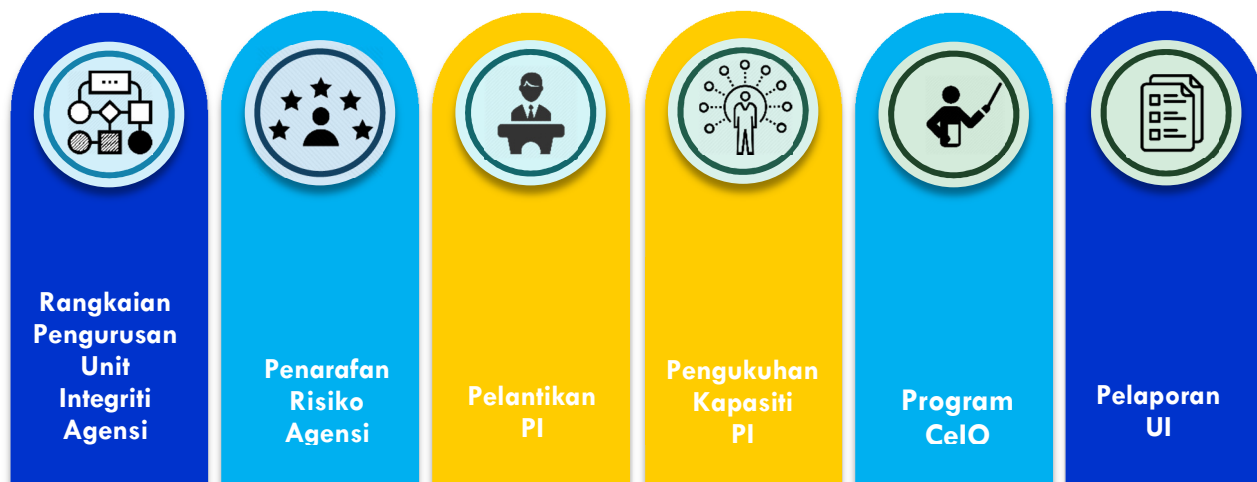 Rangkaian
Pengurusan
Unit
Integriti
Agensi
Penarafan
Risiko
Agensi
Pelantikan
PI
Pengukuhan
Kapasiti
PI
Program
CeIO
Pelaporan
UI